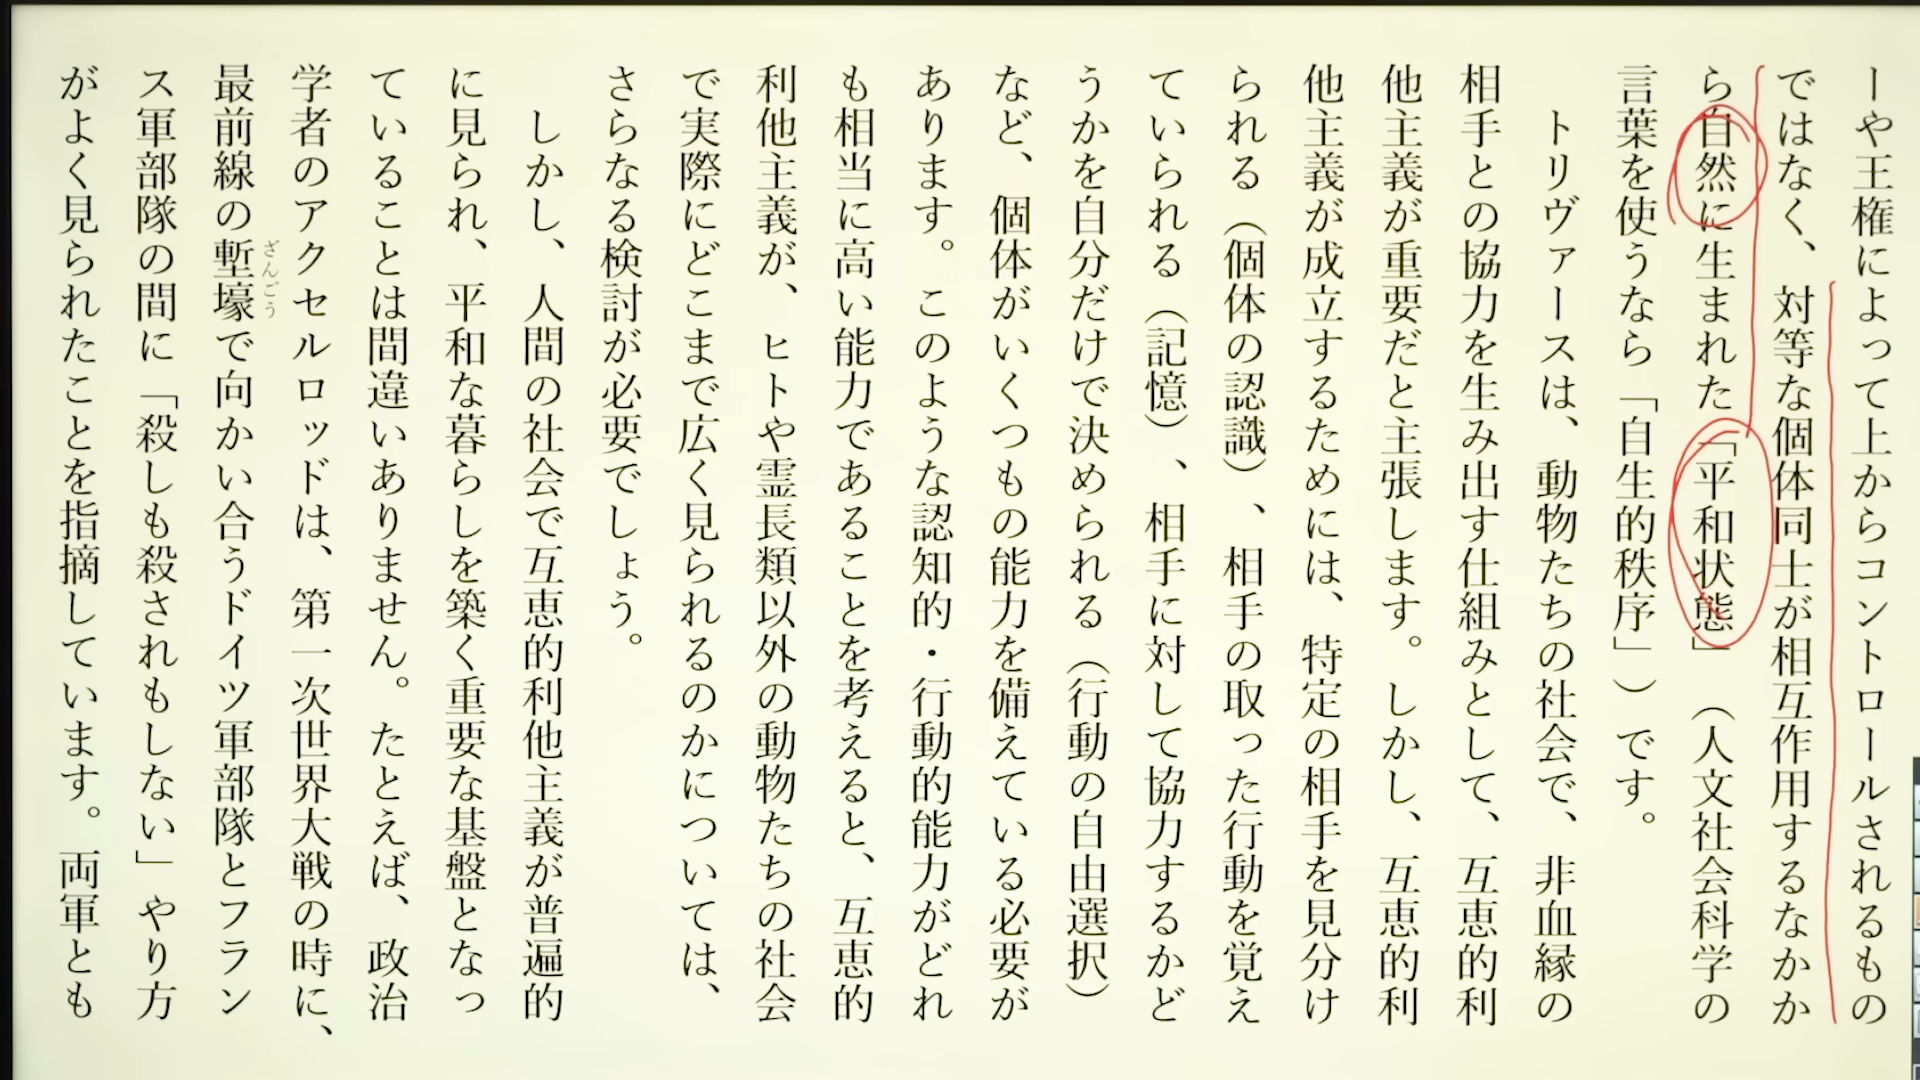 ーや王権によって上からコントロールされるもの
ではなく、対等な個体同士が相互作用するなかか
ら自然に生まれた「平和状態」（人文社会科学の
言葉を使うなら「自生的秩序」）です。
トリヴァースは、動物たちの社会で、非血縁の
相手との協力を生み出す仕組みとして、互恵的利
他主義が重要だと主張します。しかし、互恵的利
他主義が成立するためには、特定の相手を見分け
られる（個体の認識）、相手の取った行動を覚え
ていられる（記憶）、相手に対して協力するかど
うかを自分だけで決められる（行動の自由選択）
など、個体がいくつもの能力を備えている必要が
あります。このような認知的・行動的能力がどれ
も相当に高い能力であることを考えると、互恵的
利他主義が、ヒトや霊長類以外の動物たちの社会
で実際にどこまで広く見られるのかについては、
さらなる検討が必要でしょう。
しかし、人間の社会で互恵的利他主義が普遍的
に見られ、平和な暮らしを築く重要な基盤となっ
ていることは間違いありません。たとえば、政治
学者のアクセルロッドは、第一次世界大戦の時に、
ざんごう
最前線の塹壕で向かい合うドイツ軍部隊とフラン
ス軍部隊の間に「殺しも殺されもしない」やり方
がよく見られたことを指摘しています。両軍とも